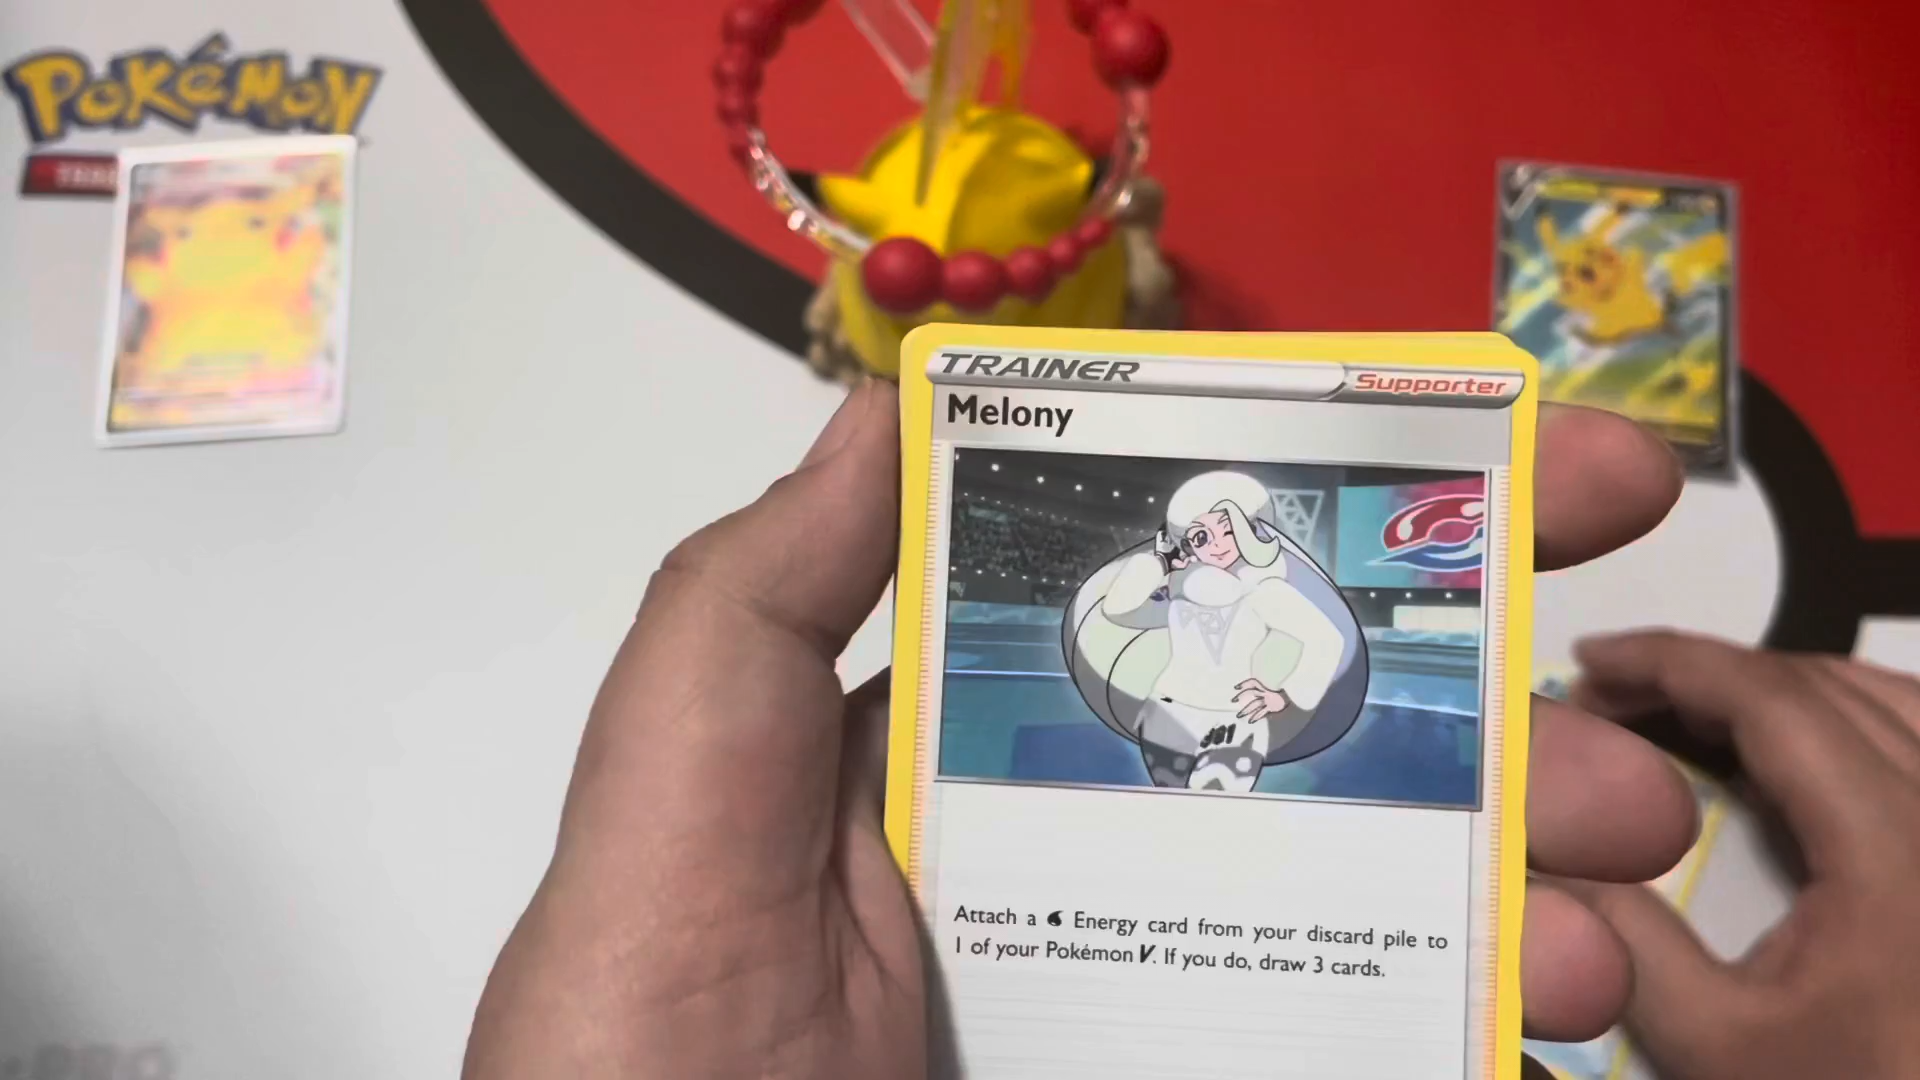 Pokémon
TRAINER
Supporter
Melony
Attach a Energy card from your discard pile to
1 of your Pokémon V. If you do, draw 3 cards.